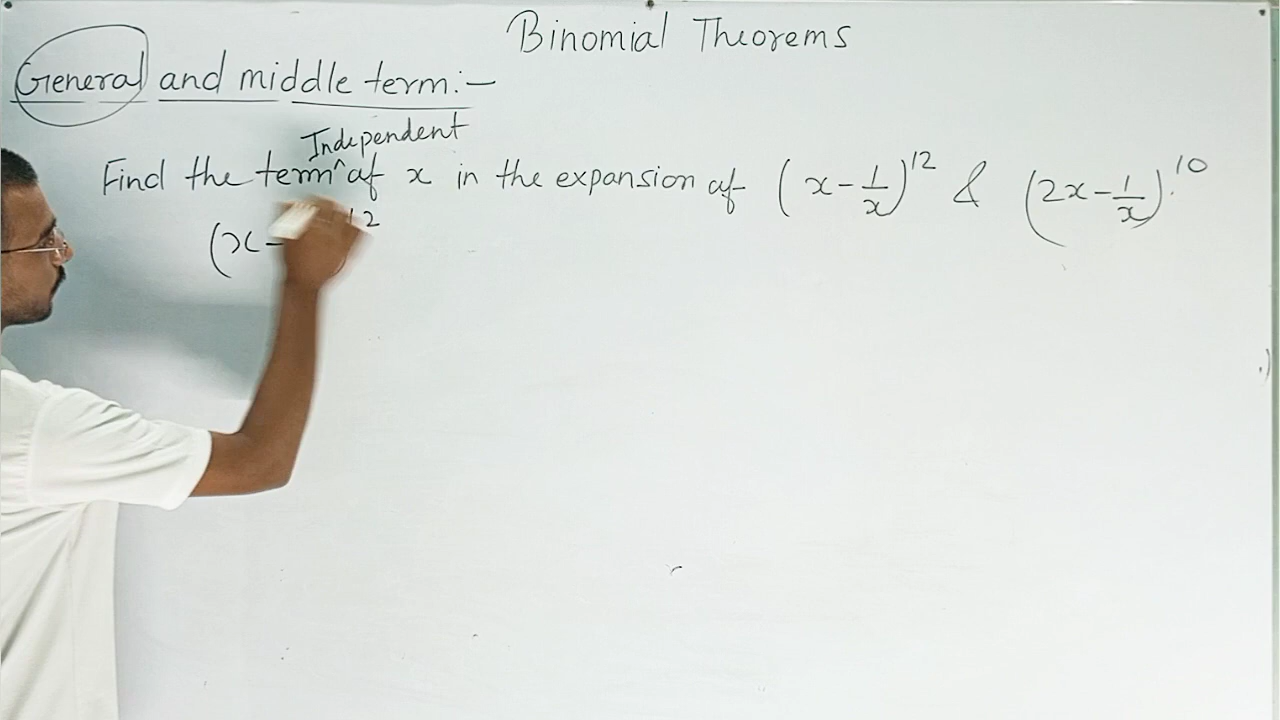 Binomial Theorems
General and middle term:-
Independent
Find the term^of x in the expansion of (x - 1/x)^12 & (2x - 1/x)^10.
(x- 12
.)